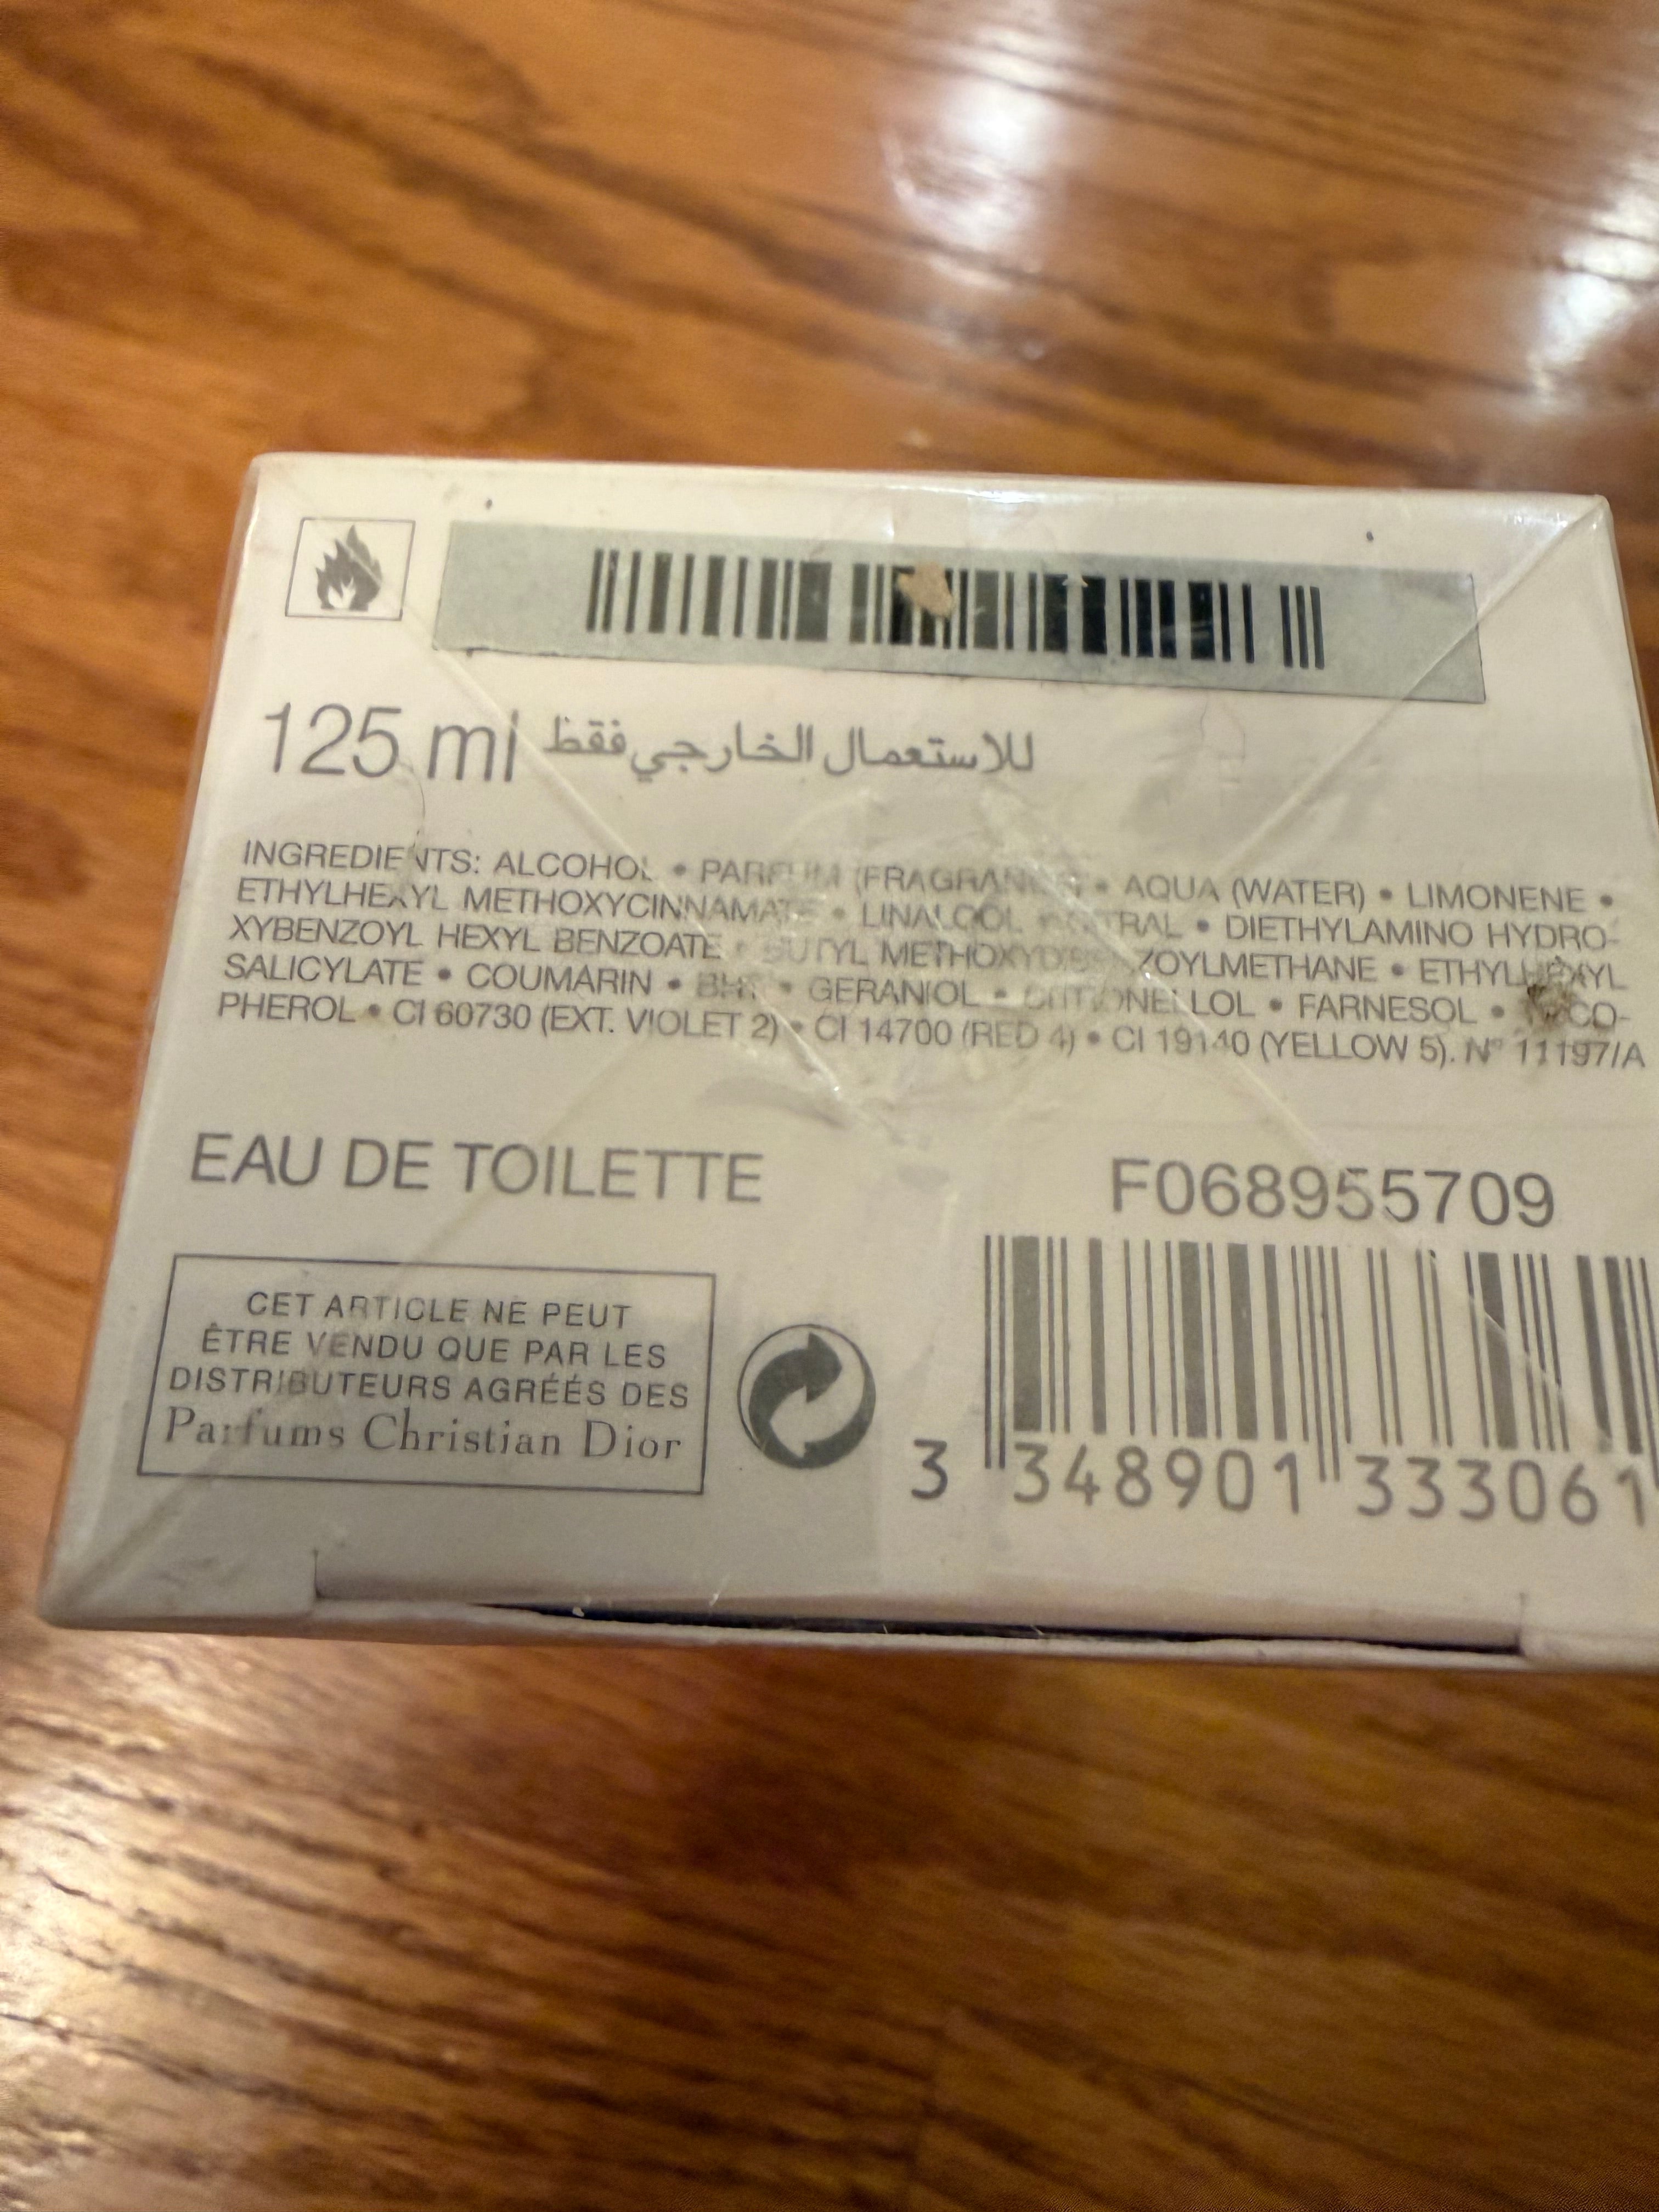 125 ml للاستعمال الخارجي فقط
INGREDIENTS: ALCOHOL • PARFUM (FRAGRANCE) • AQUA (WATER) • LIMONENE •
ETHYLHEXYL METHOXYCINNAMATE • LINALOOL • CITRAL • DIETHYLAMINO HYDRO-
XYBENZOYL HEXYL BENZOATE • BUTYL METHOXYDIBENZOYLMETHANE • ETHYLHEXYL
SALICYLATE • COUMARIN • BHT • GERANIOL • CITRONELLOL • FARNESOL • TOCO-
PHEROL • CI 60730 (EXT. VIOLET 2) • CI 14700 (RED 4) • CI 19140 (YELLOW 5). N° 11197/A
EAU DE TOILETTE
F068955709
CET ARTICLE NE PEUT
ÊTRE VENDU QUE PAR LES
DISTRIBUTEURS AGRÉÉS DES
Parfums Christian Dior
3 348901 333061